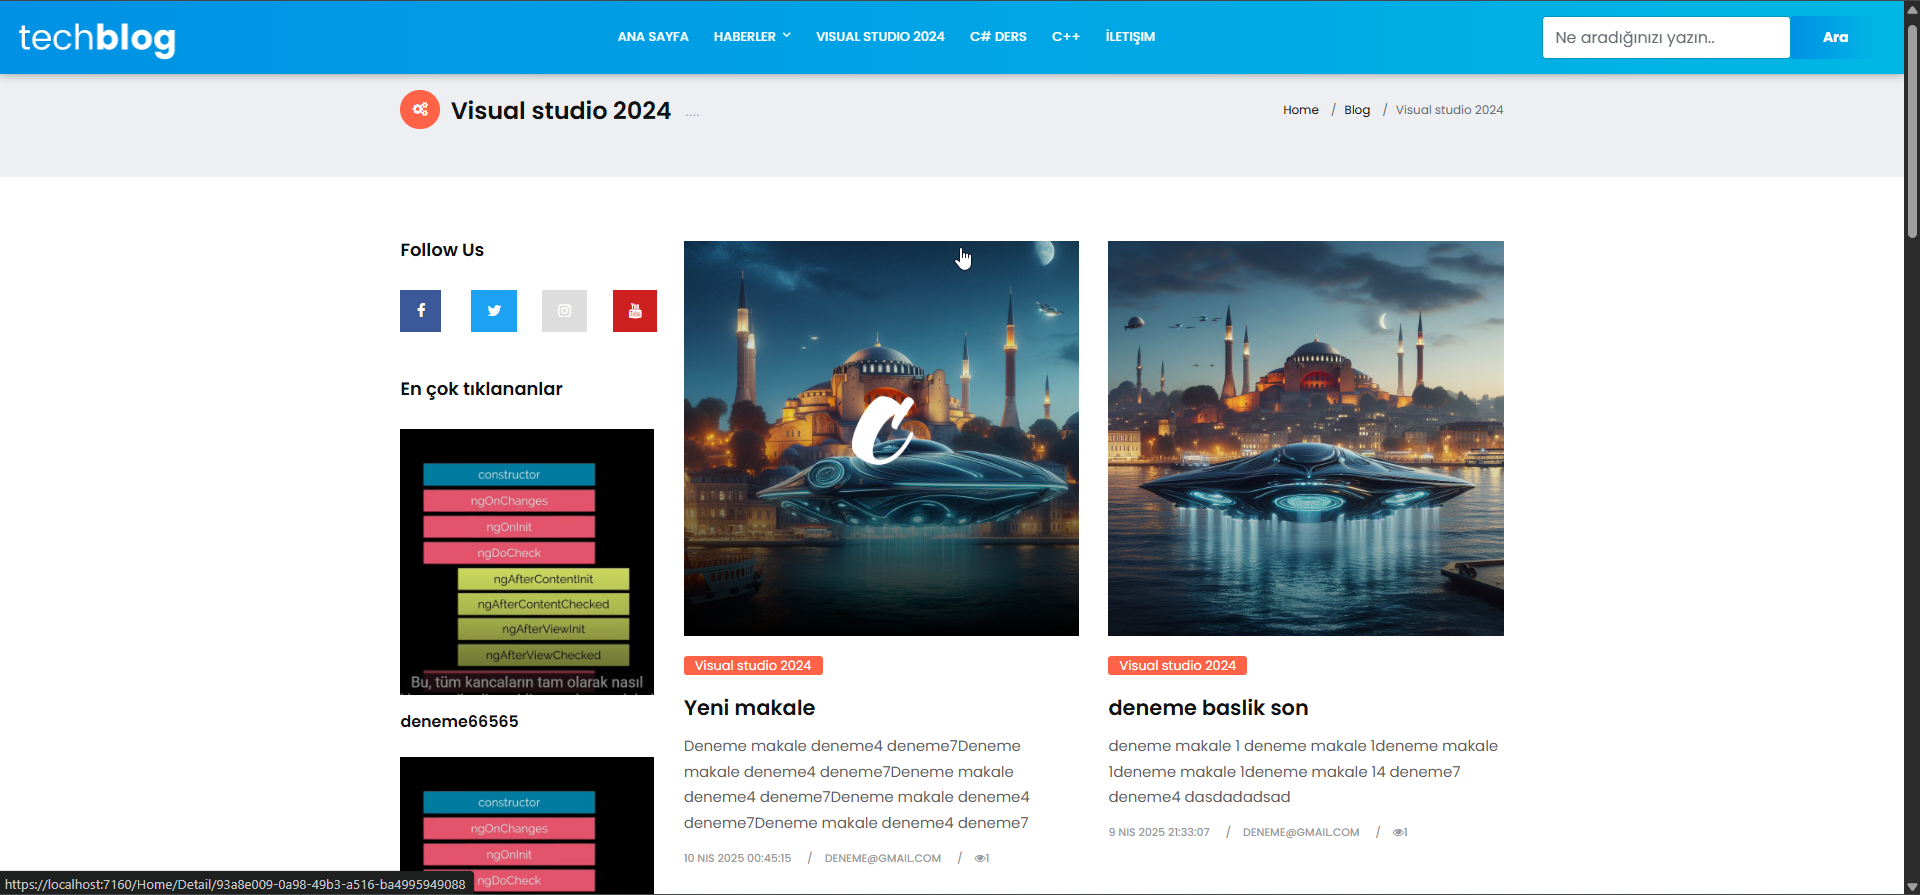 techblog
ANA SAYFA
HABERLER
VISUAL STUDIO 2024
C# DERS
C++
İLETIŞIM
Ne aradığınızı yazın..
Ara
Visual studio 2024 ....
Home / Blog / Visual studio 2024
Follow Us
You
Tube
En çok tıklananlar
constructor
ngOnChanges
ngOnInit
ngDoCheck
ngAfterContentInit
ngAfterContentChecked
ngAfterViewInit
ngAfterViewChecked
Bu, tüm kancaların tam olarak nasıl
deneme66565
constructor
ngOnChanges
ngOnInit
ngDoCheck
C
Visual studio 2024
Yeni makale
Deneme makale deneme4 deneme7Deneme
makale deneme4 deneme7Deneme makale
deneme4 deneme7Deneme makale deneme4
deneme7Deneme makale deneme4 deneme7
10 NIS 2025 00:45:15 / DENEME@GMAIL.COM / 1
Visual studio 2024
deneme baslik son
deneme makale 1 deneme makale 1deneme makale
1deneme makale 1deneme makale 14 deneme7
deneme4 dasdadadsad
9 NIS 2025 21:33:07 / DENEME@GMAIL.COM / 1
https://localhost:7160/Home/Detail/93a8e009-0a98-49b3-a516-ba4995949088